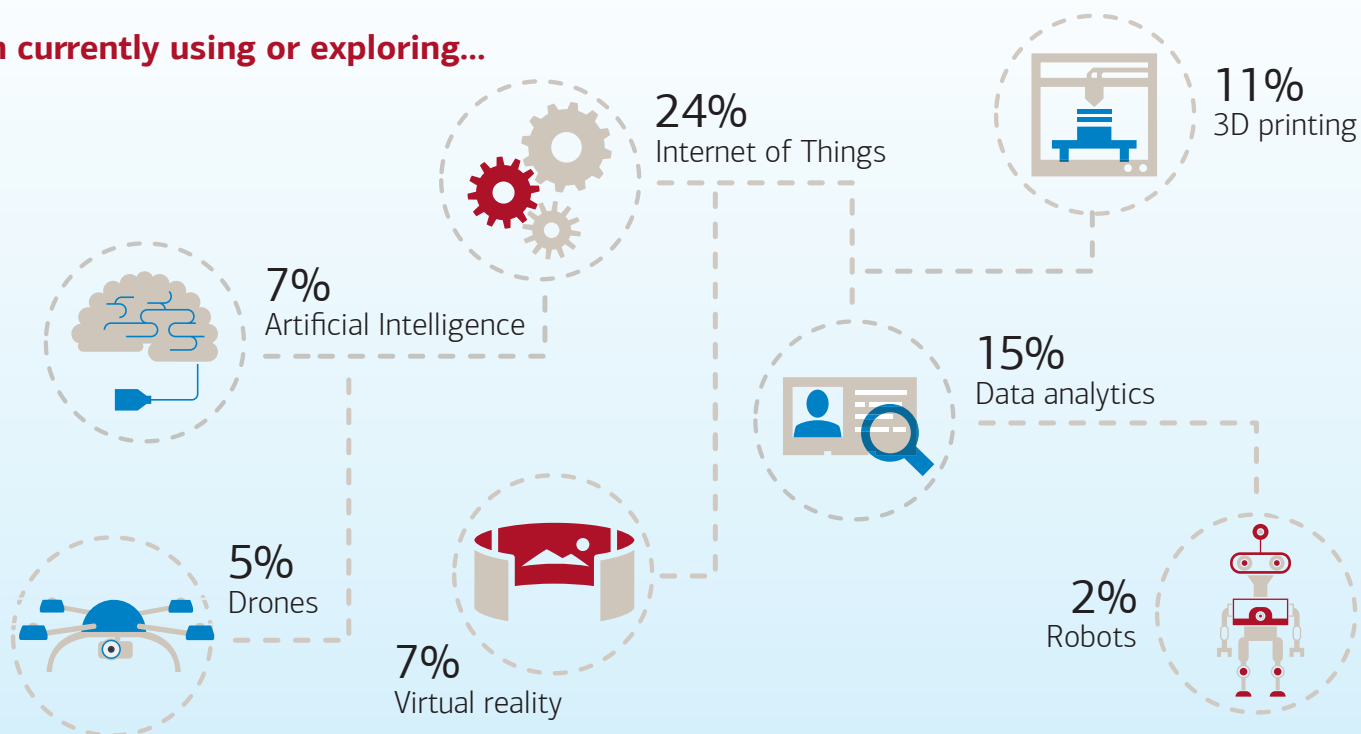 currently using or exploring...
24%
Internet of Things
11%
3D printing
7%
Artificial Intelligence
15%
Data analytics
5%
Drones
7%
Virtual reality
2%
Robots